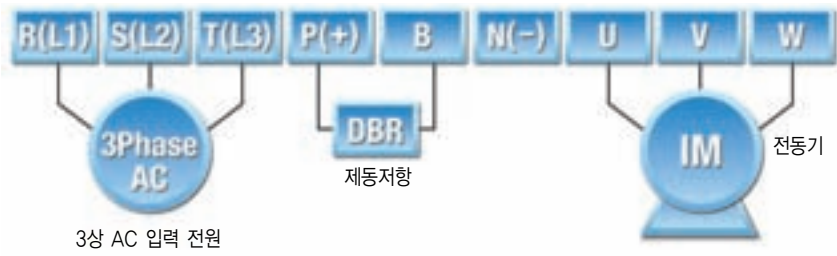 R(L1) S(L2) T(L3) P(+) B N(-) U V W
3Phase
AC
DBR
IM
전동기
제동저항
3상 AC 입력 전원